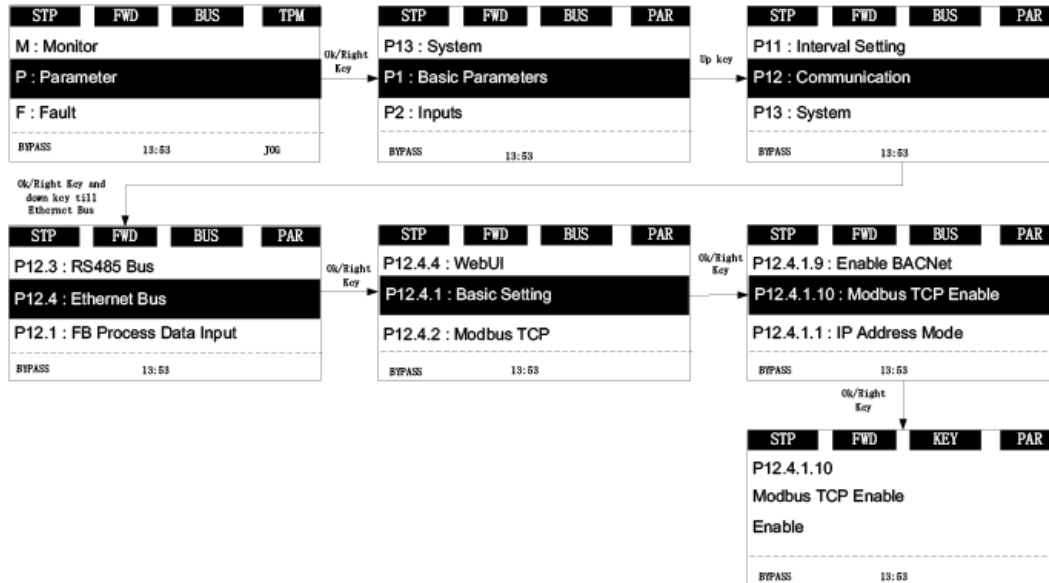 STP FWD BUS TPM
M : Monitor
P : Parameter
F : Fault
BYPASS 13:53 JOG
Ok/Right
Key
STP FWD BUS PAR
P13 : System
P1 : Basic Parameters
P2 : Inputs
BYPASS 13:53
Up key
STP FWD BUS PAR
P11 : Interval Setting
P12 : Communication
P13 : System
BYPASS 13:53
Ok/Right Key and
down key till
Ethernet Bus
STP FWD BUS PAR
P12.3 : RS485 Bus
P12.4 : Ethernet Bus
P12.1 : FB Process Data Input
BYPASS 13:53
Ok/Right
Key
STP FWD BUS PAR
P12.4.4 : WebUI
P12.4.1 : Basic Setting
P12.4.2 : Modbus TCP
BYPASS 13:53
Ok/Right
Key
STP FWD BUS PAR
P12.4.1.9 : Enable BACNet
P12.4.1.10 : Modbus TCP Enable
P12.4.1.1 : IP Address Mode
BYPASS 13:53
Ok/Right
Key
STP FWD KEY PAR
P12.4.1.10
Modbus TCP Enable
Enable
BYPASS 13:53